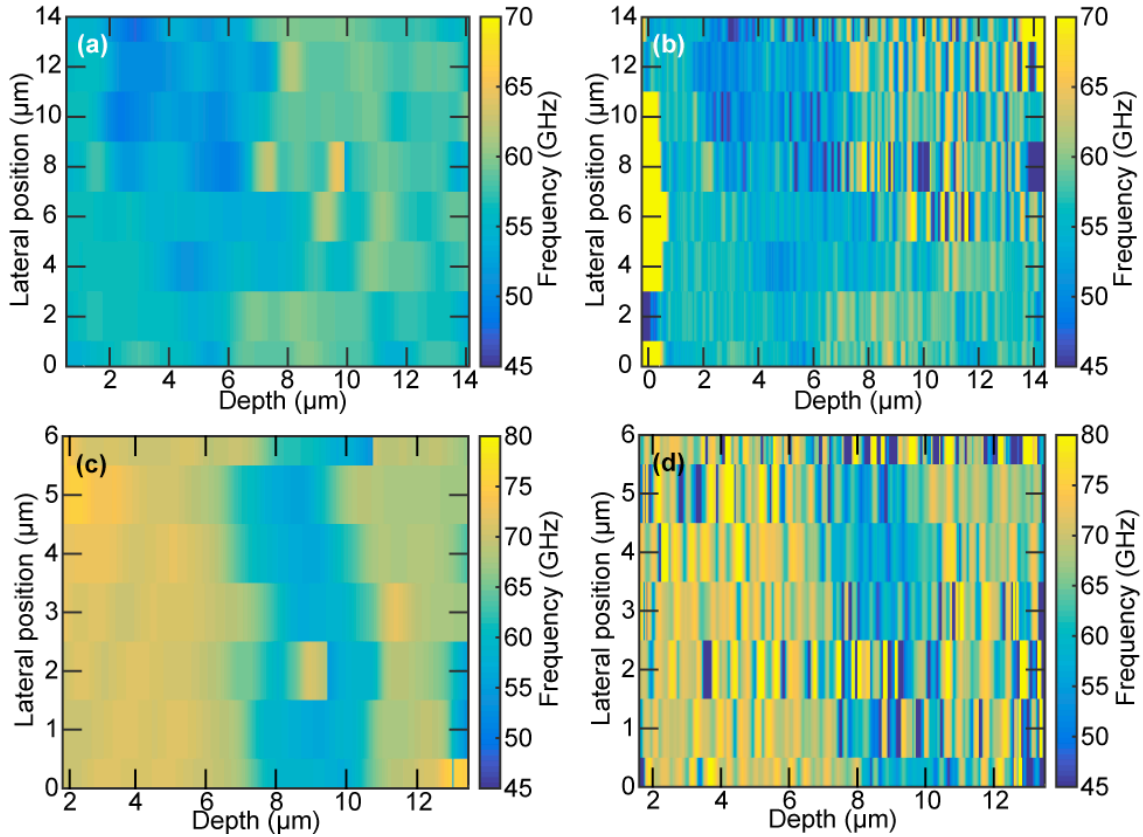 (a)
14
12
10
8
6
4
2
0
2 4 6 8 10 12 14
Lateral position (µm)
Depth (µm)
70
65
60
55
50
45
Frequency (GHz)
(b)
14
12
10
8
6
4
2
0
0 2 4 6 8 10 12 14
Lateral position (µm)
Depth (µm)
70
65
60
55
50
45
Frequency (GHz)
(c)
6
5
4
3
2
1
0
2 4 6 8 10 12
Lateral position (µm)
Depth (µm)
80
75
70
65
60
55
50
45
Frequency (GHz)
(d)
6
5
4
3
2
1
0
2 4 6 8 10 12
Lateral position (µm)
Depth (µm)
80
75
70
65
60
55
50
45
Frequency (GHz)